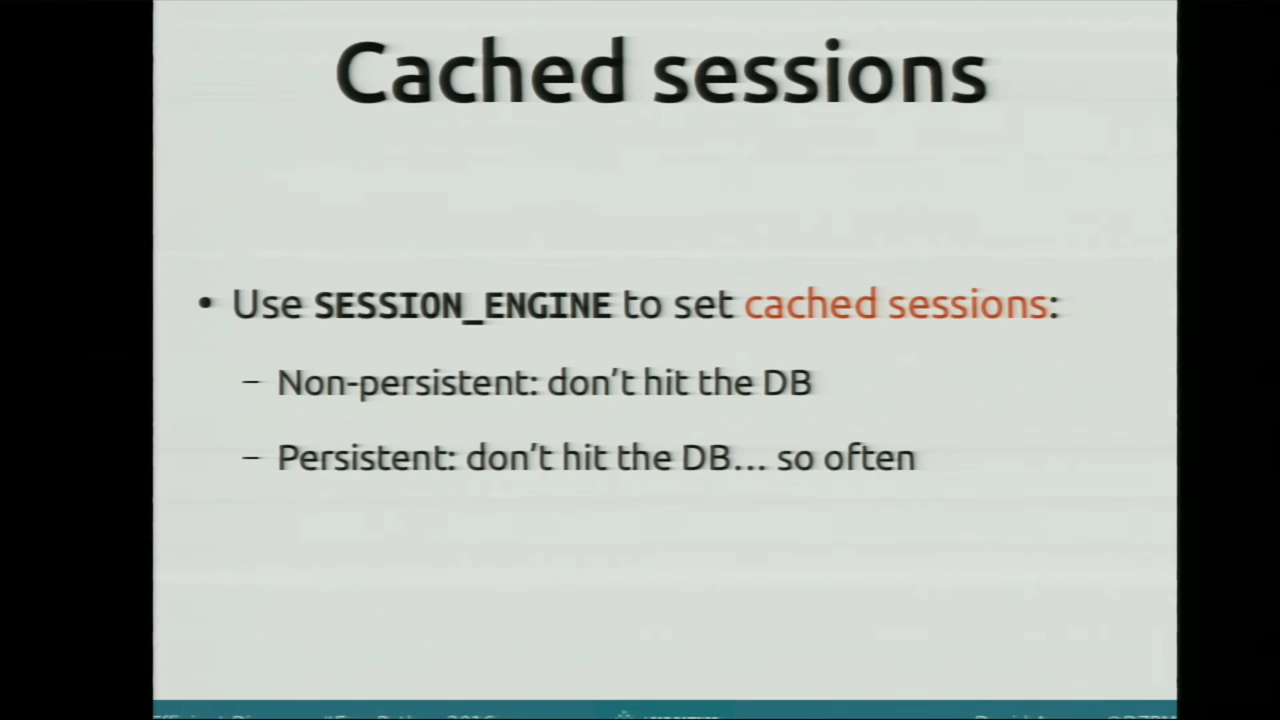 Cached sessions
• Use SESSION_ENGINE to set cached sessions:
– Non-persistent: don't hit the DB
– Persistent: don't hit the DB... so often